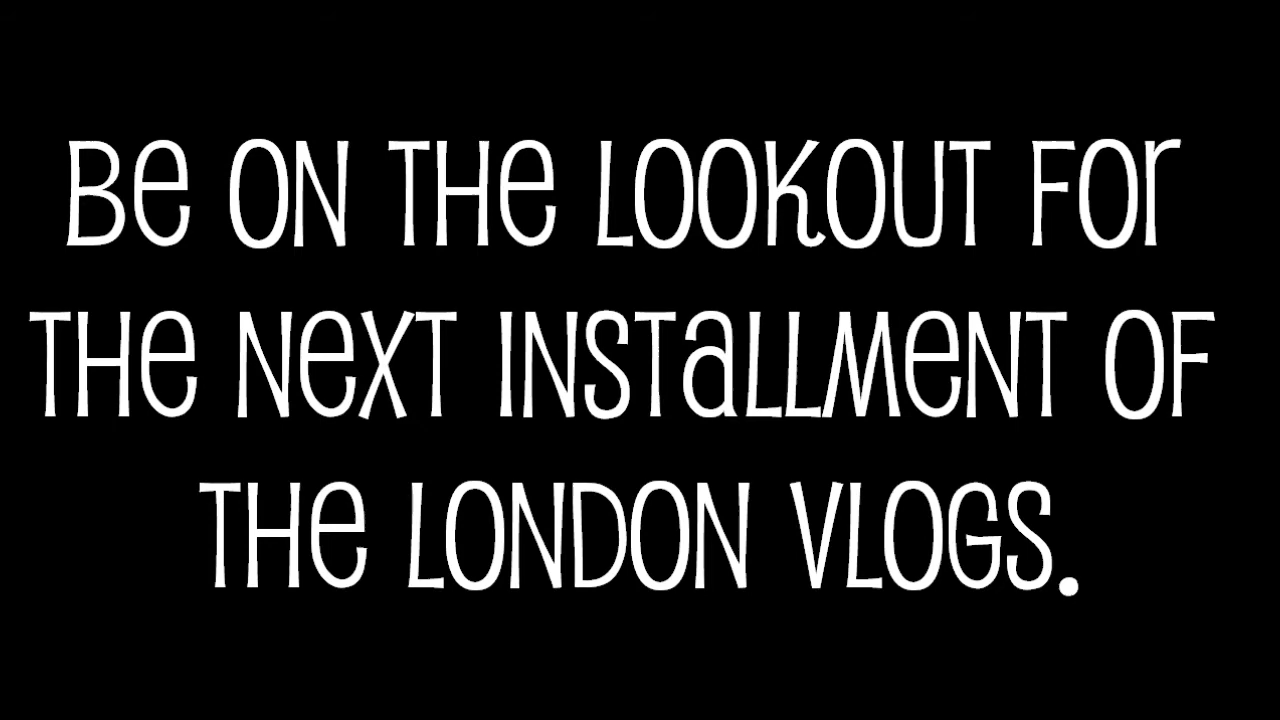 Be on the lookout for
the next installment of
the London Vlogs.